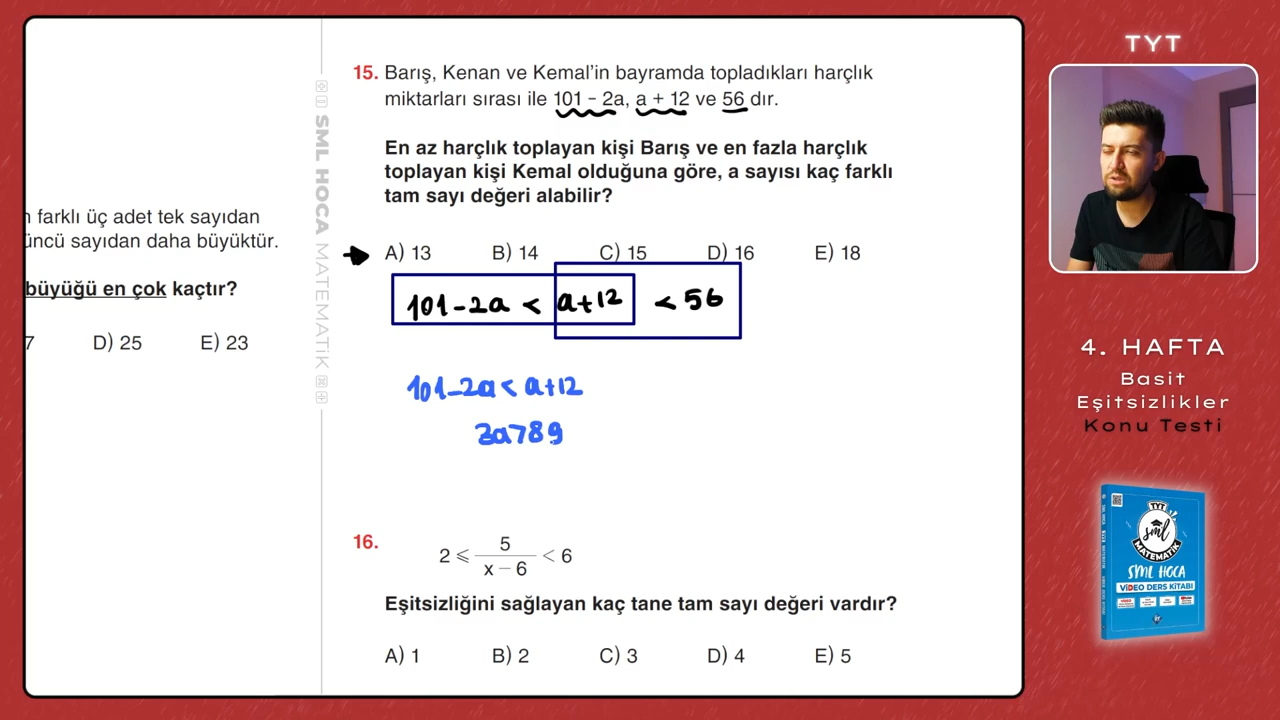 n farklı üç adet tek sayıdan
üncü sayıdan daha büyüktür.
büyüğü en çok kaçtır?
7 D) 25 E) 23
SML HOCA MATEMATİK
15. Barış, Kenan ve Kemal'in bayramda topladıkları harçlık
miktarları sırası ile 101 - 2a, a + 12 ve 56 dır.
En az harçlık toplayan kişi Barış ve en fazla harçlık
toplayan kişi Kemal olduğuna göre, a sayısı kaç farklı
tam sayı değeri alabilir?
A) 13 B) 14 C) 15 D) 16 E) 18
101-2a < a+12 < 56
101-2a < a+12
3a>89
16. 2 ⩽ 5/(x - 6) < 6
Eşitsizliğini sağlayan kaç tane tam sayı değeri vardır?
A) 1 B) 2 C) 3 D) 4 E) 5
TYT
4. HAFTA
Basit
Eşitsizlikler
Konu Testi
TYT
sml
MATEMATİK
SML HOCA
VİDEO DERS KİTABI